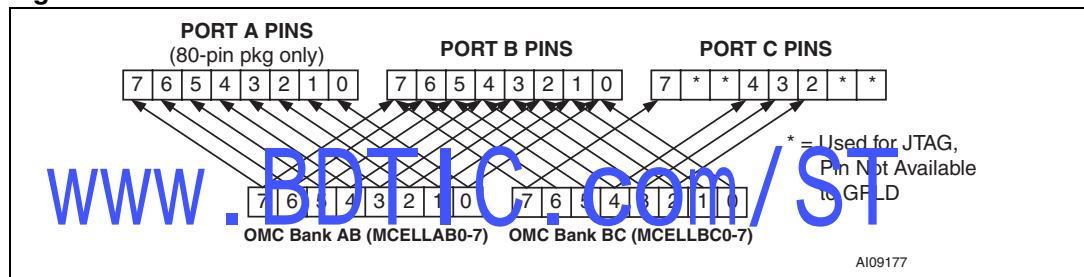 PORT A PINS
(80-pin pkg only)
PORT B PINS
PORT C PINS
7 6 5 4 3 2 1 0
7 6 5 4 3 2 1 0
7 * * 4 3 2 * *
* = Used for JTAG,
Pin Not Available
to GPLD
www.BDTIC.com/ST
7 6 5 4 3 2 1 0
7 6 5 4 3 2 1 0
OMC Bank AB (MCELLAB0-7)
OMC Bank BC (MCELLBC0-7)
AI09177